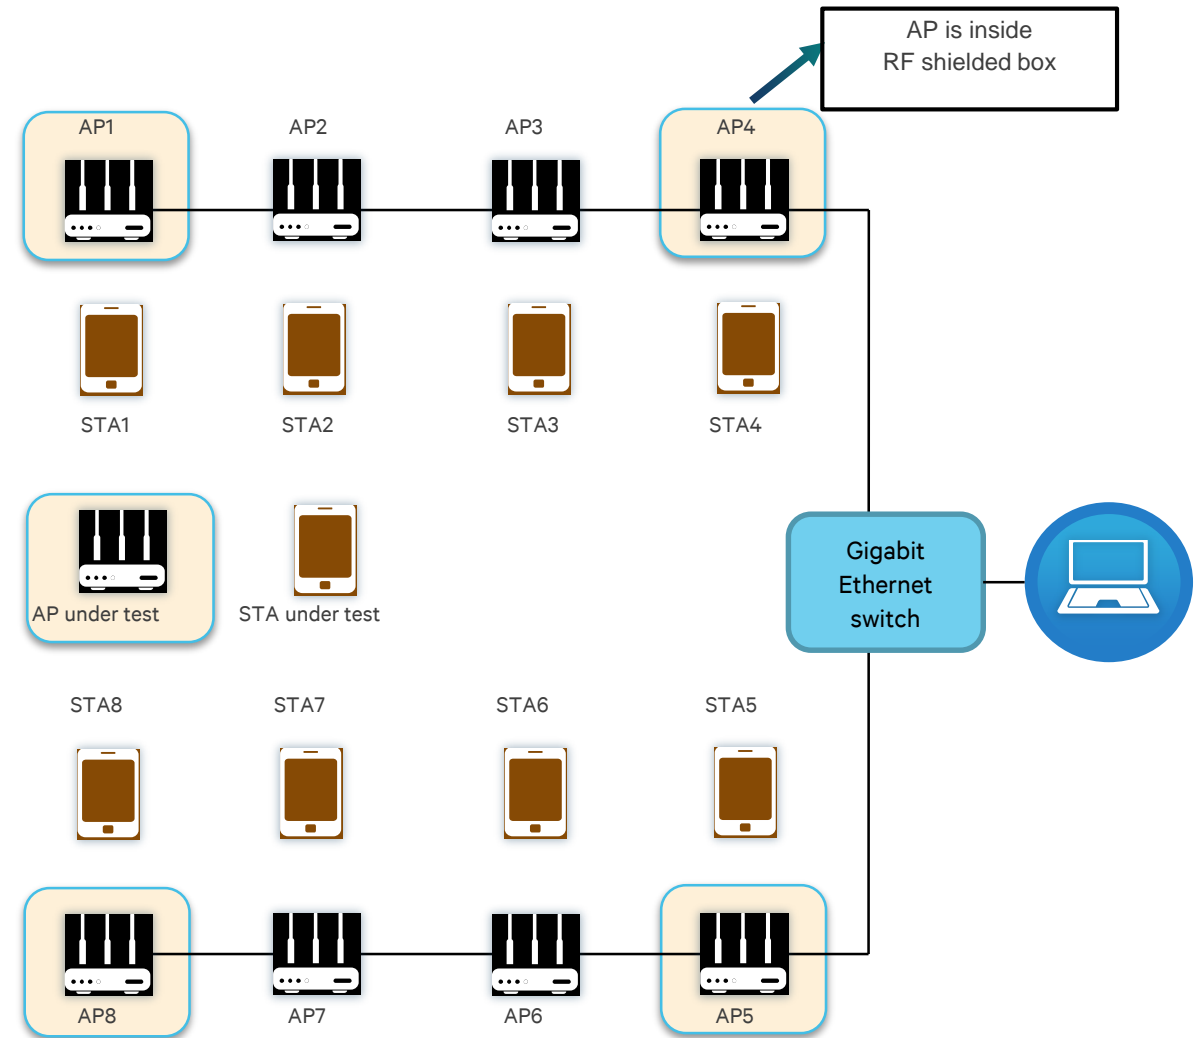 AP is inside
RF shielded box
AP1
AP2
AP3
AP4
STA1
STA2
STA3
STA4
Gigabit
Ethernet
switch
AP under test
STA under test
STA8
STA7
STA6
STA5
AP8
AP7
AP6
AP5